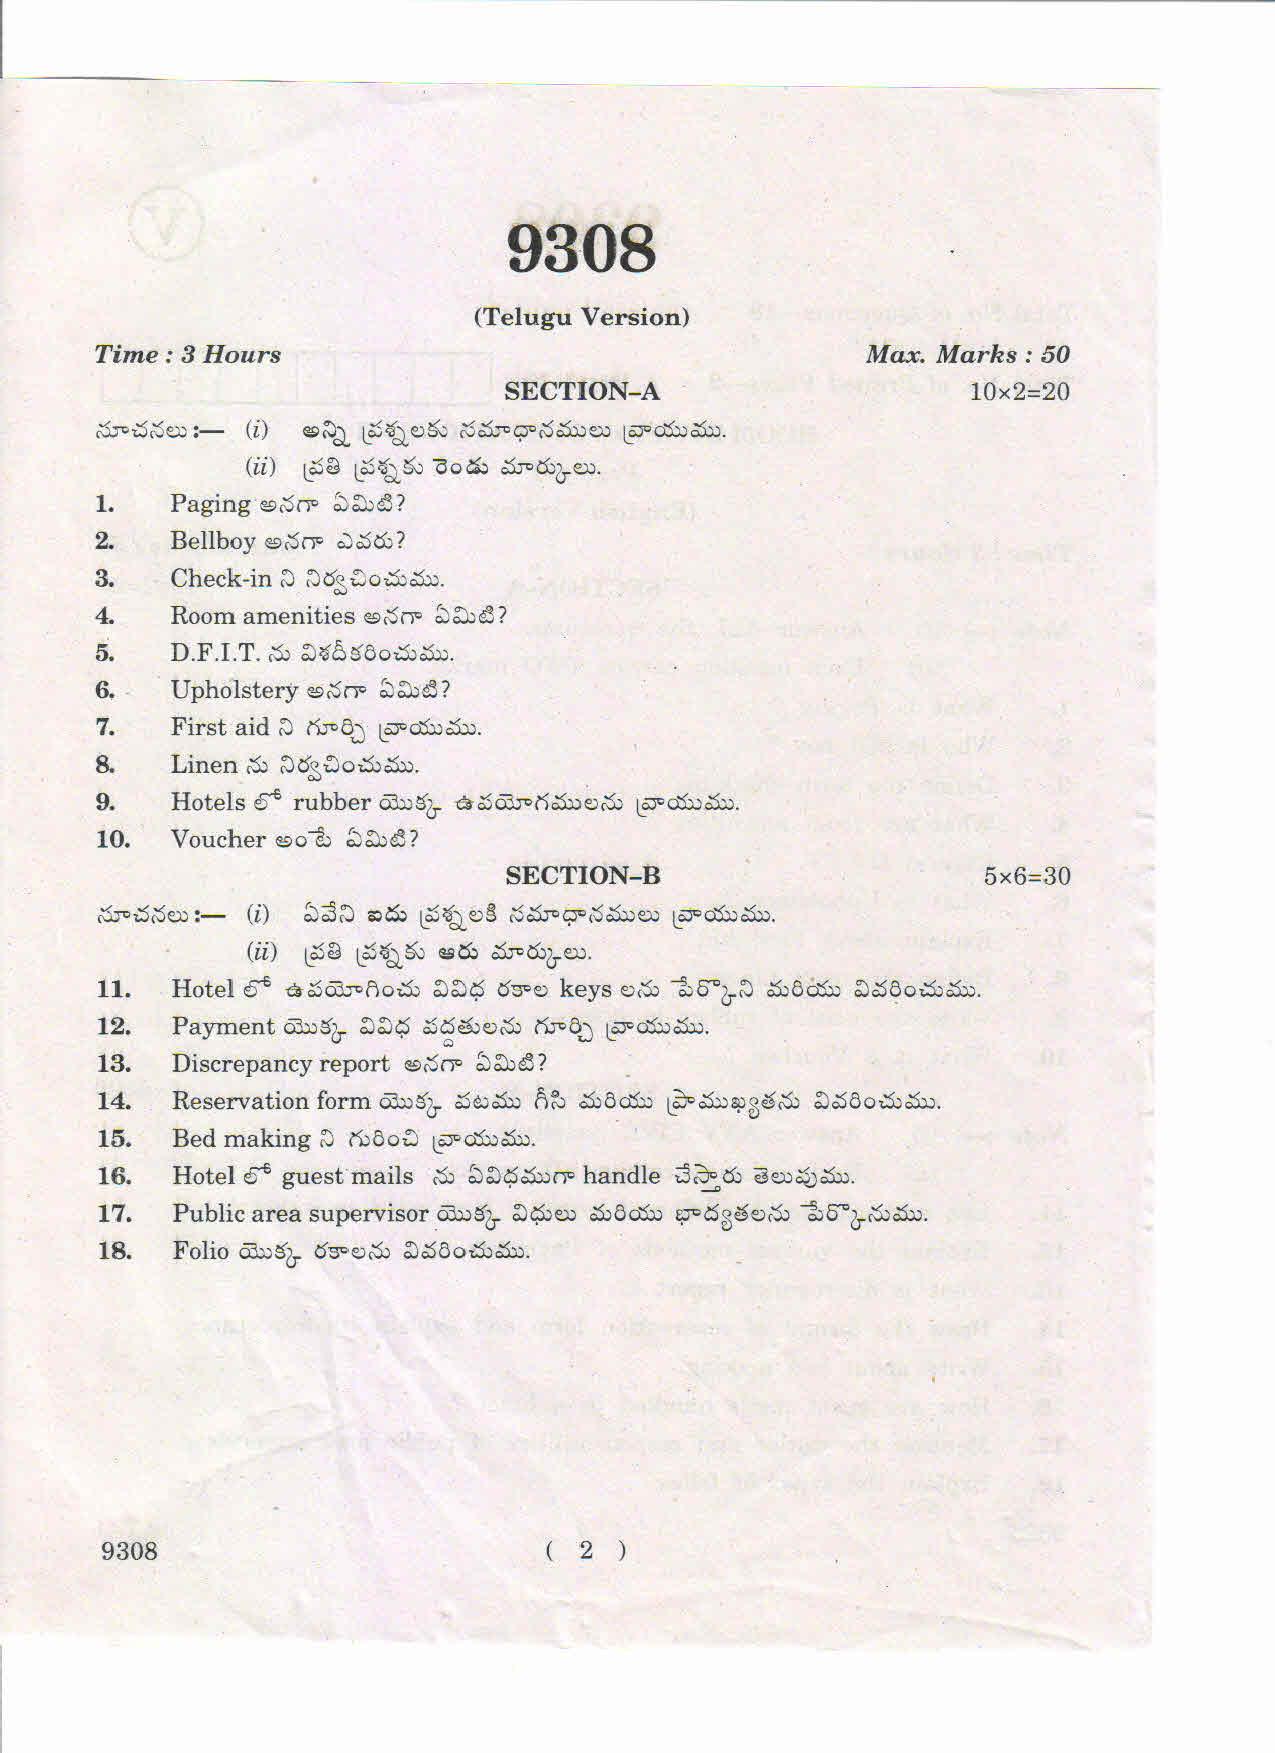 9308
(Telugu Version)
Time : 3 Hours Max. Marks : 50
SECTION–A 10×2=20
సూచనలు :— (i) అన్ని ప్రశ్నలకు సమాధానములు వ్రాయుము.
(ii) ప్రతి ప్రశ్నకు రెండు మార్కులు.
1. Paging అనగా ఏమిటి?
2. Bellboy అనగా ఎవరు?
3. Check-in ని నిర్వచించుము.
4. Room amenities అనగా ఏమిటి?
5. D.F.I.T. ను విశదీకరించుము.
6. Upholstery అనగా ఏమిటి?
7. First aid ని గూర్చి వ్రాయుము.
8. Linen ను నిర్వచించుము.
9. Hotels లో rubber యొక్క ఉపయోగములను వ్రాయుము.
10. Voucher అంటే ఏమిటి?
SECTION–B 5×6=30
సూచనలు :— (i) ఏవేని ఐదు ప్రశ్నలకి సమాధానములు వ్రాయుము.
(ii) ప్రతి ప్రశ్నకు ఆరు మార్కులు.
11. Hotel లో ఉపయోగించు వివిధ రకాల keys లను పేర్కొని మరియు వివరించుము.
12. Payment యొక్క వివిధ పద్దతులను గూర్చి వ్రాయుము.
13. Discrepancy report అనగా ఏమిటి?
14. Reservation form యొక్క పటము గీసి మరియు ప్రాముఖ్యతను వివరించుము.
15. Bed making ని గురించి వ్రాయుము.
16. Hotel లో guest mails ను ఏవిధముగా handle చేస్తారు తెలుపుము.
17. Public area supervisor యొక్క విధులు మరియు భాద్యతలను పేర్కొనుము.
18. Folio యొక్క రకాలను వివరించుము.
9308 ( 2 )